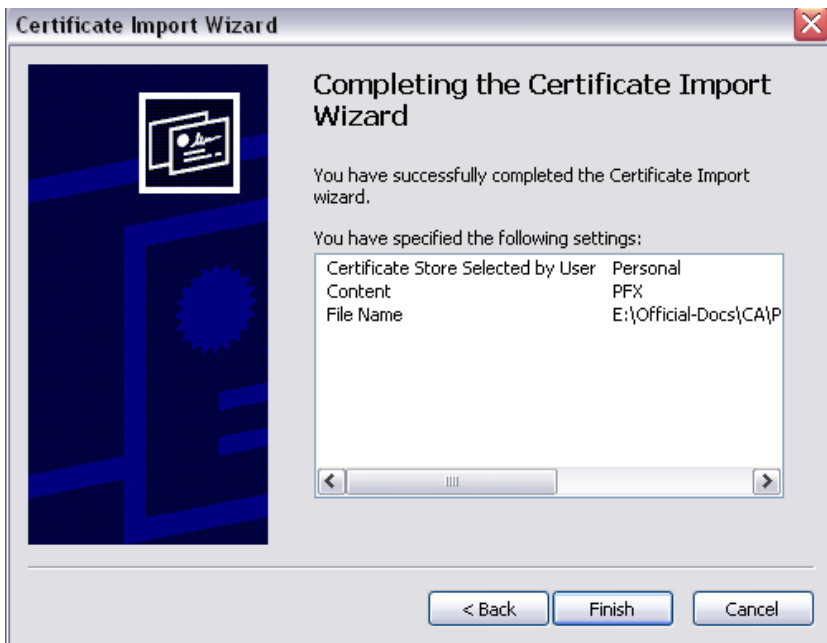 Certificate Import Wizard
Completing the Certificate Import
Wizard
You have successfully completed the Certificate Import
wizard.
You have specified the following settings:
Certificate Store Selected by User Personal
Content PFX
File Name E:\Official-Docs\CA\P
< Back Finish Cancel